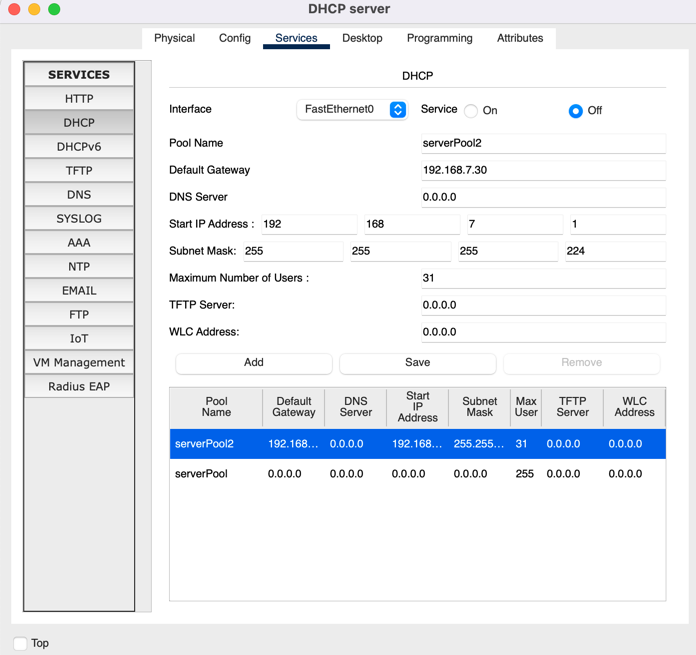 DHCP server
Physical Config Services Desktop Programming Attributes
SERVICES
HTTP
DHCP
DHCPv6
TFTP
DNS
SYSLOG
AAA
NTP
EMAIL
FTP
IoT
VM Management
Radius EAP
DHCP
Interface FastEthernet0 Service On Off
Pool Name serverPool2
Default Gateway 192.168.7.30
DNS Server 0.0.0.0
Start IP Address : 192 168 7 1
Subnet Mask: 255 255 255 224
Maximum Number of Users : 31
TFTP Server: 0.0.0.0
WLC Address: 0.0.0.0
Add Save Remove
Pool Name Default Gateway DNS Server Start IP Address Subnet Mask Max User TFTP Server WLC Address
serverPool2 192.168... 0.0.0.0 192.168... 255.255... 31 0.0.0.0 0.0.0.0
serverPool 0.0.0.0 0.0.0.0 0.0.0.0 0.0.0.0 255 0.0.0.0 0.0.0.0
Top